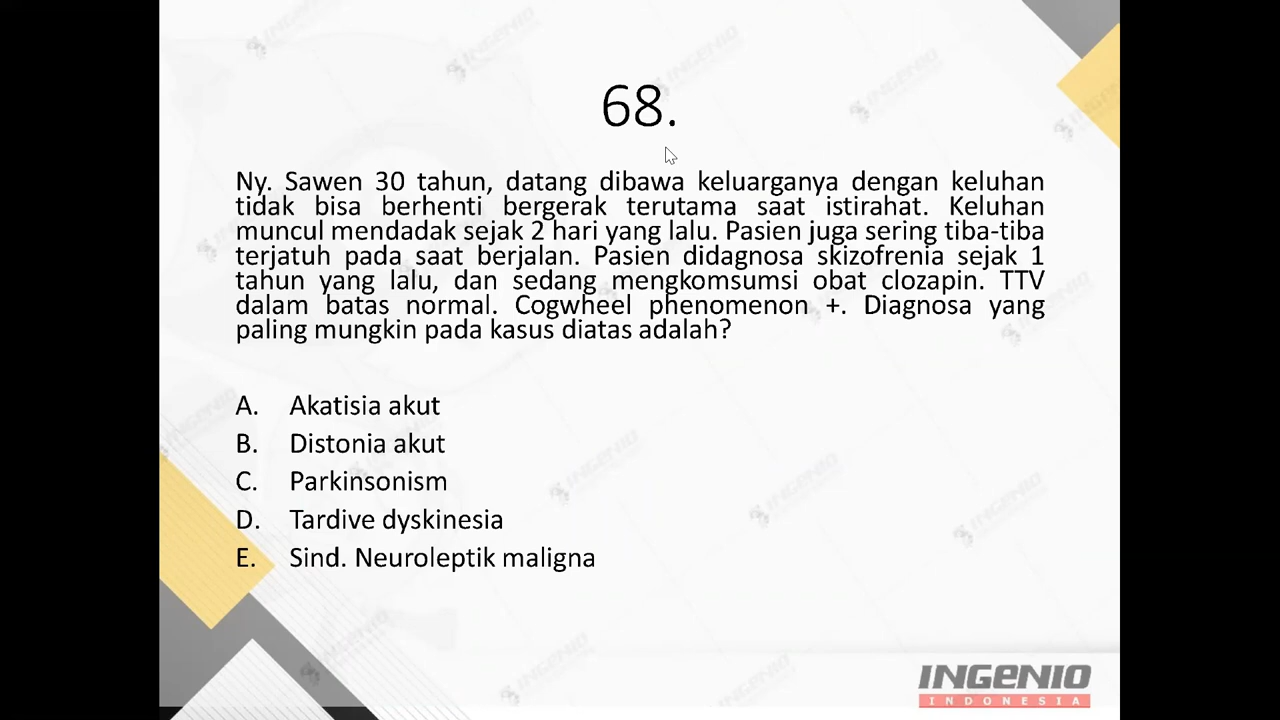 68.
Ny. Sawen 30 tahun, datang dibawa keluarganya dengan keluhan
tidak bisa berhenti bergerak terutama saat istirahat. Keluhan
muncul mendadak sejak 2 hari yang lalu. Pasien juga sering tiba-tiba
terjatuh pada saat berjalan. Pasien didagnosa skizofrenia sejak 1
tahun yang lalu, dan sedang mengkomsumsi obat clozapin. TTV
dalam batas normal. Cogwheel phenomenon +. Diagnosa yang
paling mungkin pada kasus diatas adalah?
A. Akatisia akut
B. Distonia akut
C. Parkinsonism
D. Tardive dyskinesia
E. Sind. Neuroleptik maligna
INGENIO
INDONESIA